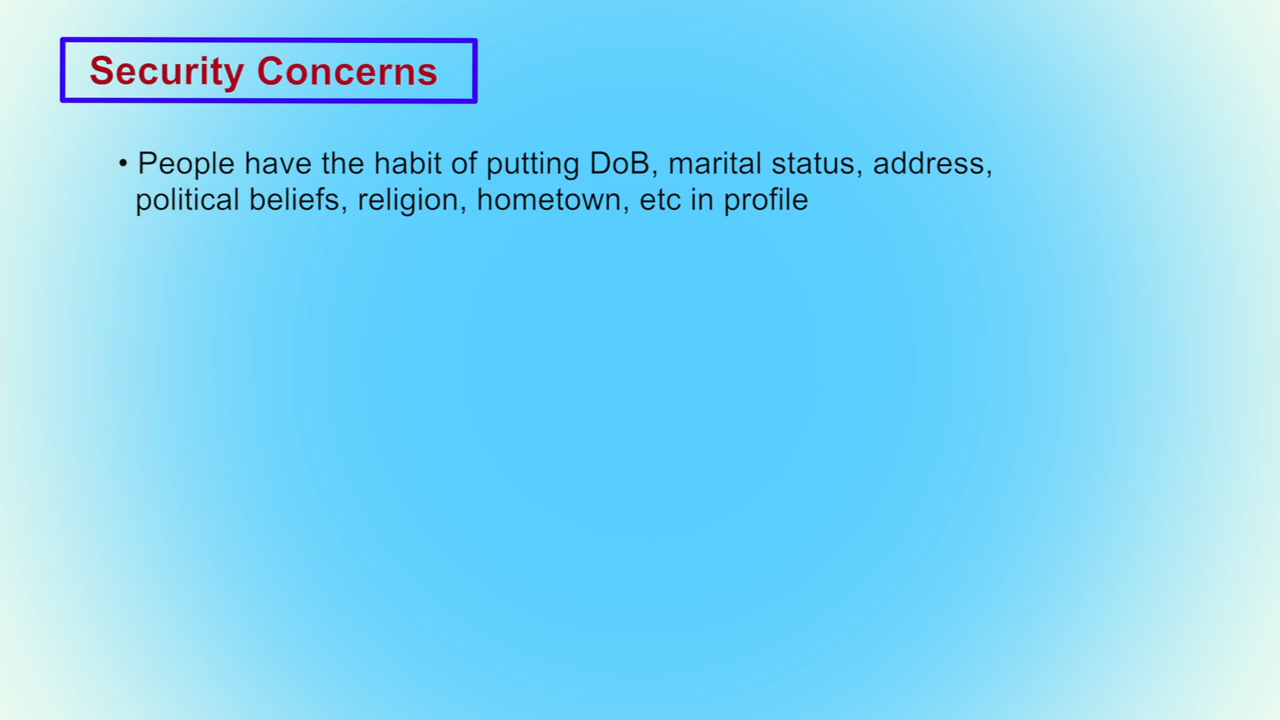 Security Concerns
• People have the habit of putting DoB, marital status, address,
political beliefs, religion, hometown, etc in profile